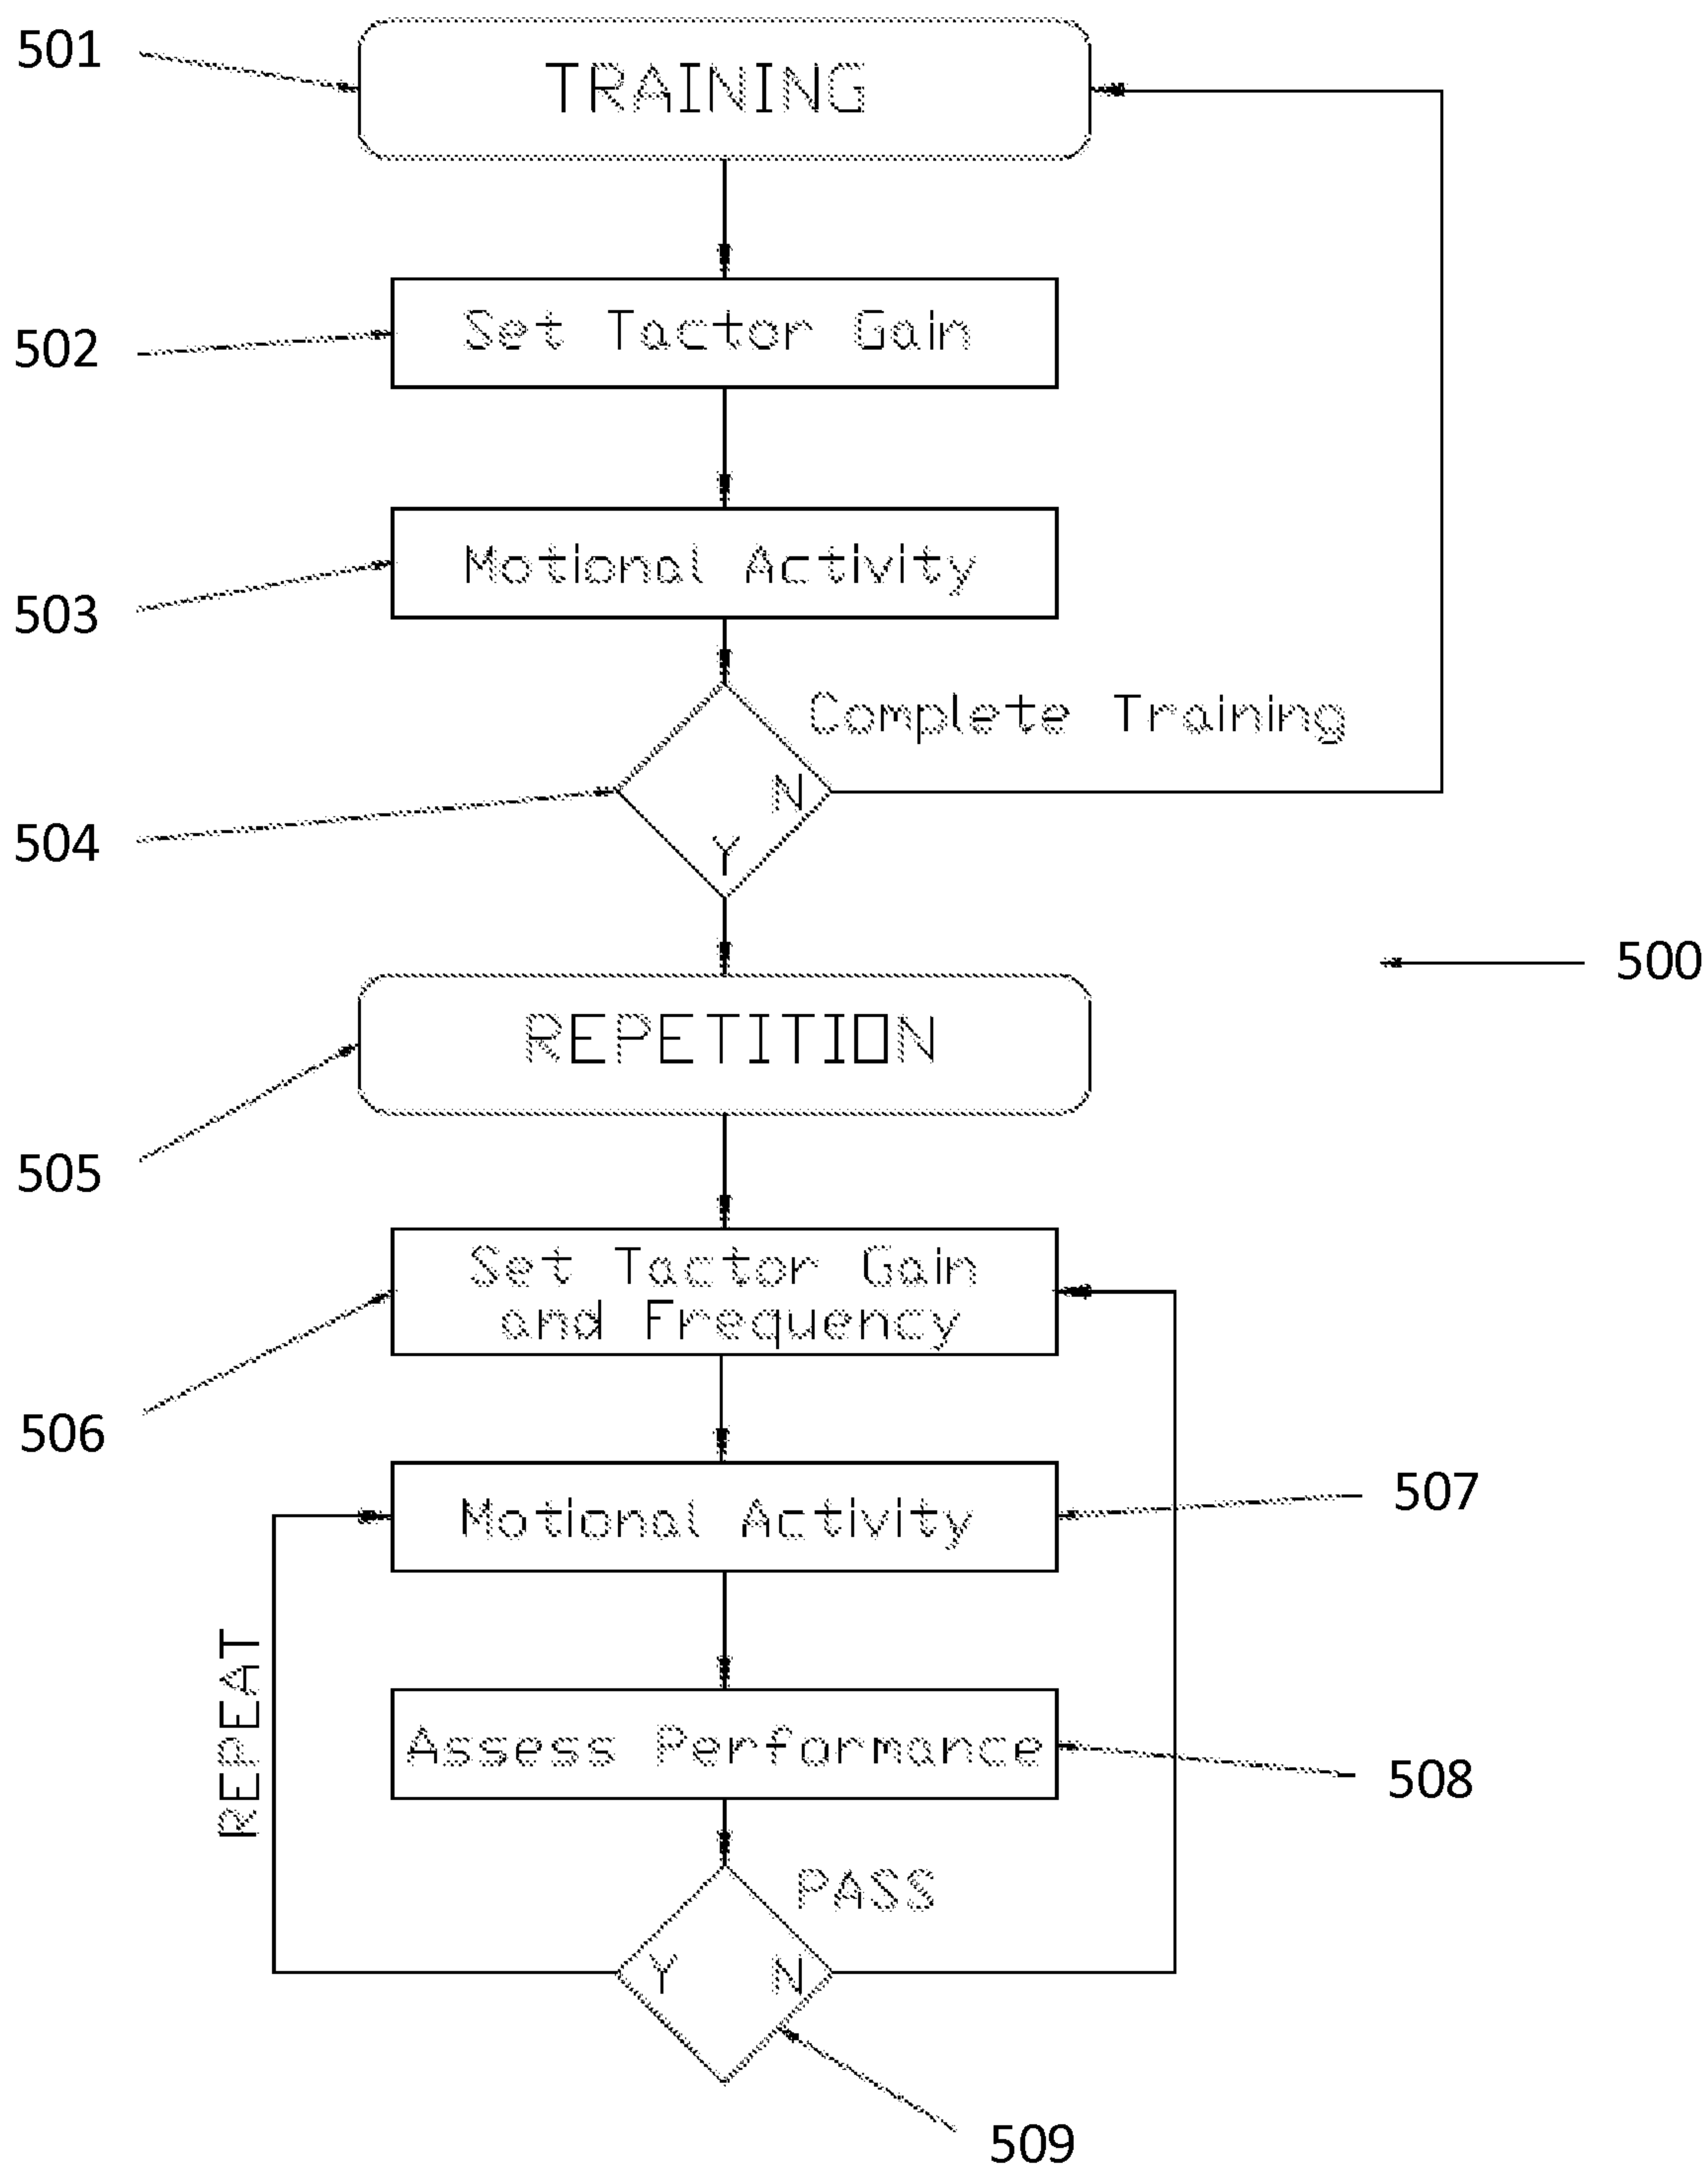 501
TRAINING
502
Set Tactor Gain
503
Motional Activity
Complete Training
N
504
Y
500
REPETITION
505
Set Tactor Gain
and Frequency
506
507
Motional Activity
REPEAT
Assess Performance
508
PASS
Y N
509